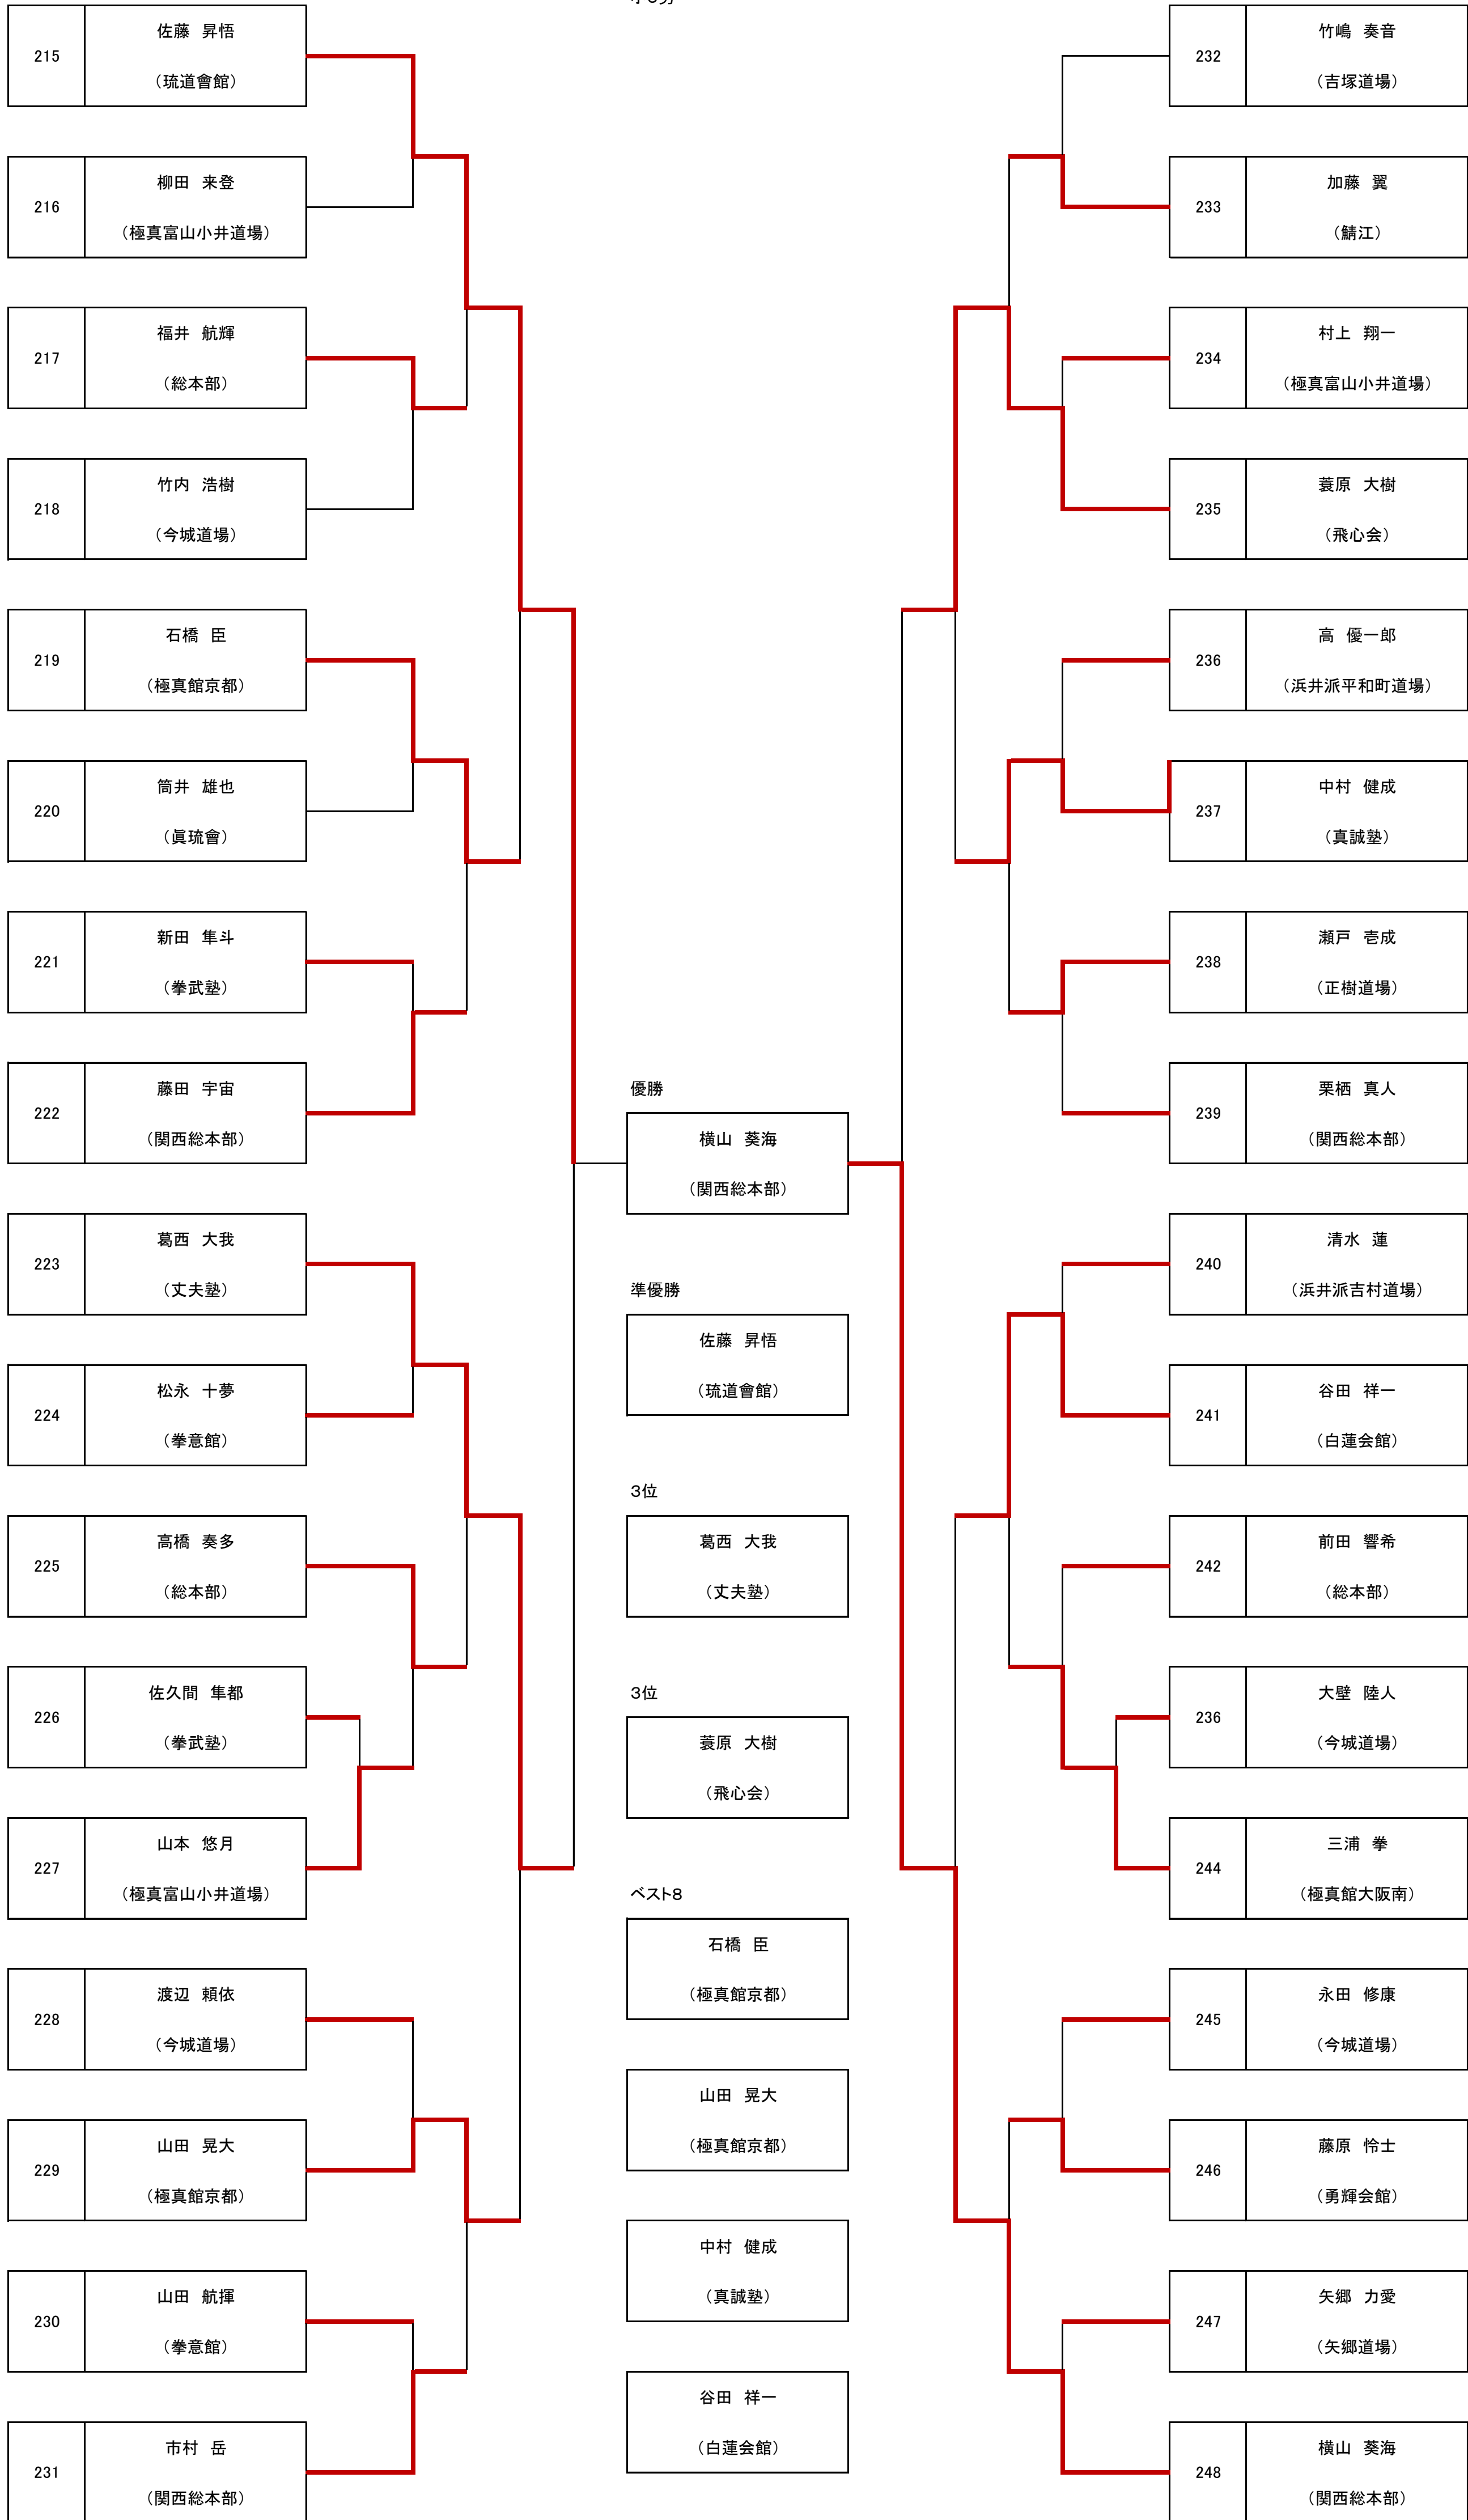 215
佐藤 昇悟
（琉道會館）
216
柳田 来登
（極真富山小井道場）
217
福井 航輝
（総本部）
218
竹内 浩樹
（今城道場）
219
石橋 臣
（極真館京都）
220
筒井 雄也
（眞琉會）
221
新田 隼斗
（拳武塾）
222
藤田 宇宙
（関西総本部）
223
葛西 大我
（丈夫塾）
224
松永 十夢
（拳意館）
225
高橋 奏多
（総本部）
226
佐久間 隼都
（拳武塾）
227
山本 悠月
（極真富山小井道場）
228
渡辺 頼依
（今城道場）
229
山田 晃大
（極真館京都）
230
山田 航揮
（拳意館）
231
市村 岳
（関西総本部）
優勝
横山 葵海
（関西総本部）
準優勝
佐藤 昇悟
（琉道會館）
3位
葛西 大我
（丈夫塾）
3位
蓑原 大樹
（飛心会）
ベスト8
石橋 臣
（極真館京都）
山田 晃大
（極真館京都）
中村 健成
（真誠塾）
谷田 祥一
（白蓮会館）
232
竹嶋 奏音
（吉塚道場）
233
加藤 翼
（鯖江）
234
村上 翔一
（極真富山小井道場）
235
蓑原 大樹
（飛心会）
236
高 優一郎
（浜井派平和町道場）
237
中村 健成
（真誠塾）
238
瀬戸 壱成
（正樹道場）
239
栗栖 真人
（関西総本部）
240
清水 蓮
（浜井派吉村道場）
241
谷田 祥一
（白蓮会館）
242
前田 響希
（総本部）
236
大壁 陸人
（今城道場）
244
三浦 拳
（極真館大阪南）
245
永田 修康
（今城道場）
246
藤原 怜士
（勇輝会館）
247
矢郷 力愛
（矢郷道場）
248
横山 葵海
（関西総本部）